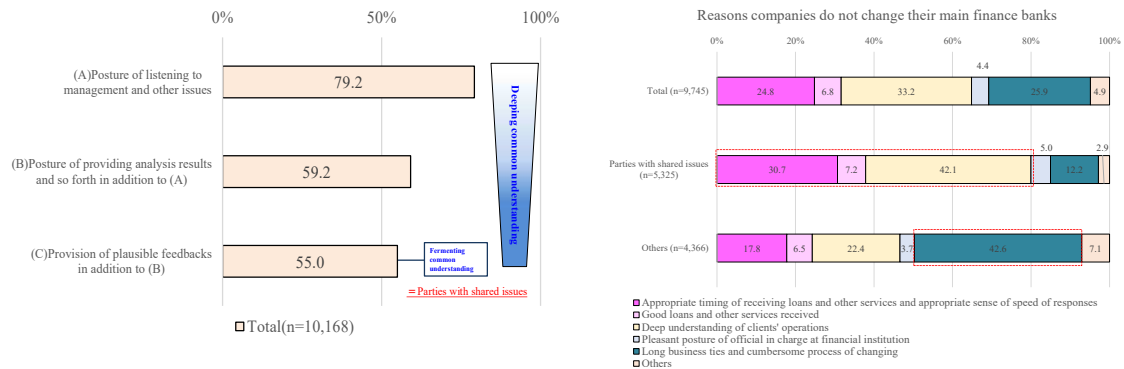 0%
50%
100%
(A)Posture of listening to
management and other issues
79.2
(B)Posture of providing analysis results
and so forth in addition to (A)
59.2
(C)Provision of plausible feedbacks
in addition to (B)
55.0
Deeping common understanding
Fermenting
common
understanding
=Parties with shared issues
Total(n=10,168)
Reasons companies do not change their main finance banks
0%
20%
40%
60%
80%
100%
Total (n=9,745)
24.8
6.8
33.2
4.4
25.9
4.9
Parties with shared issues
(n=5,325)
30.7
7.2
42.1
5.0
12.2
2.9
Others (n=4,366)
17.8
6.5
22.4
3.7
42.6
7.1
Appropriate timing of receiving loans and other services and appropriate sense of speed of responses
Good loans and other services received
Deep understanding of clients' operations
Pleasant posture of official in charge at financial institution
Long business ties and cumbersome process of changing
Others